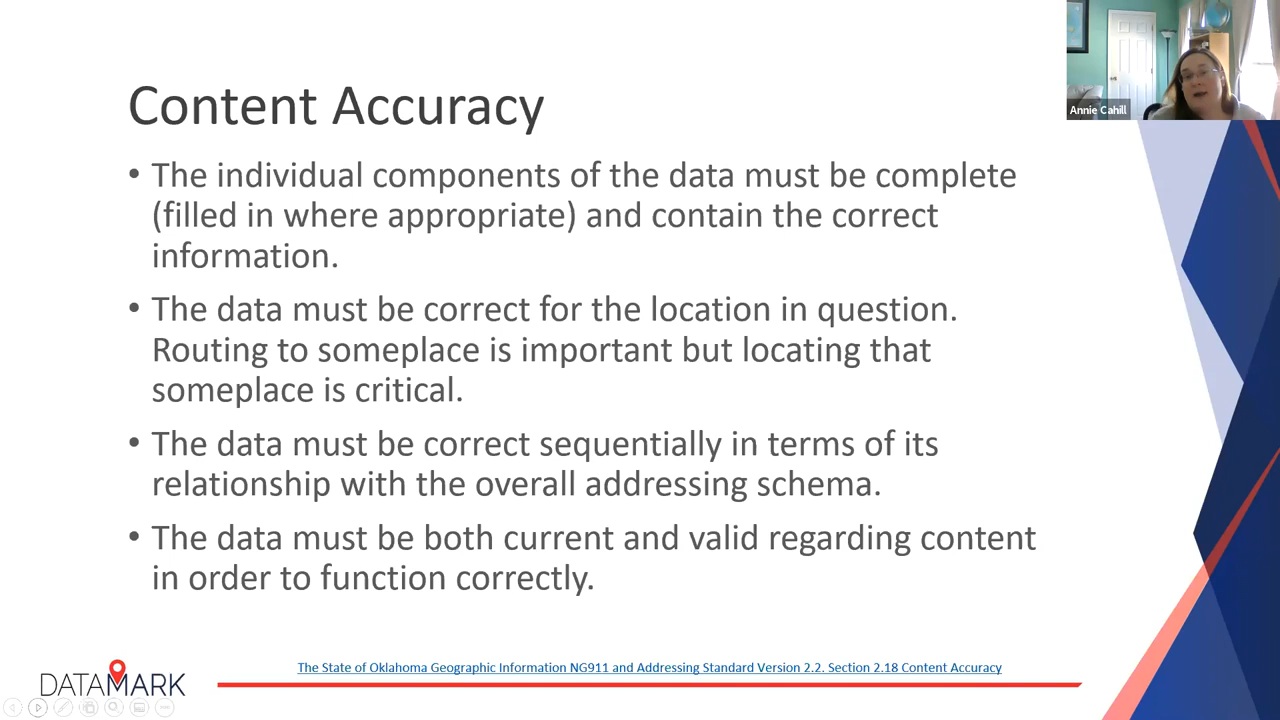 Annie Cahill
Content Accuracy
• The individual components of the data must be complete
(filled in where appropriate) and contain the correct
information.
• The data must be correct for the location in question.
Routing to someplace is important but locating that
someplace is critical.
• The data must be correct sequentially in terms of its
relationship with the overall addressing schema.
• The data must be both current and valid regarding content
in order to function correctly.
The State of Oklahoma Geographic Information NG911 and Addressing Standard Version 2.2. Section 2.18 Content Accuracy
DATAMARK